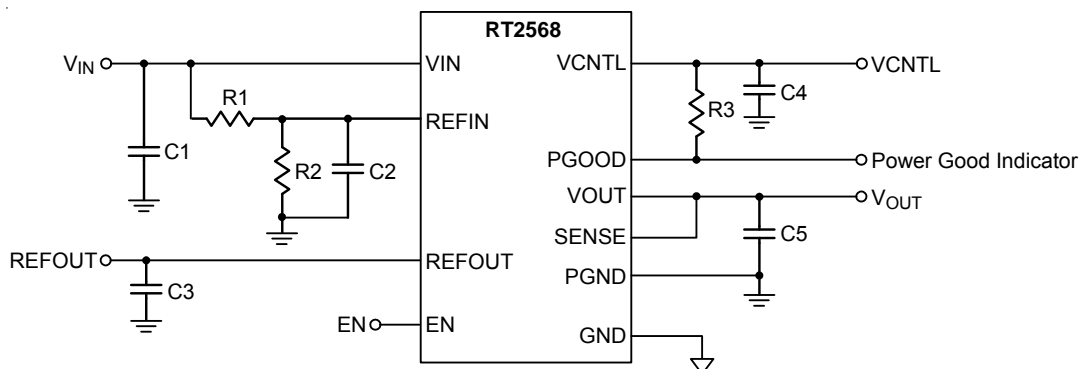 RT2568
VIN
VIN
VCNTL
VCNTL
R1
R3
C4
REFIN
C1
R2
C2
PGOOD
Power Good Indicator
VOUT
VOUT
SENSE
C5
REFOUT
REFOUT
PGND
C3
EN
EN
GND